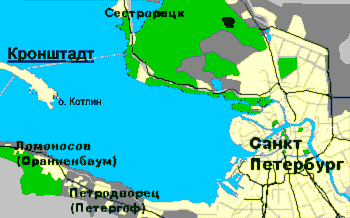 Сестрорецк
Кронштадт
о. Котлин
Санкт
Петербург
Ломоносов
(Ораниенбаум)
Петродворец
(Петергоф)